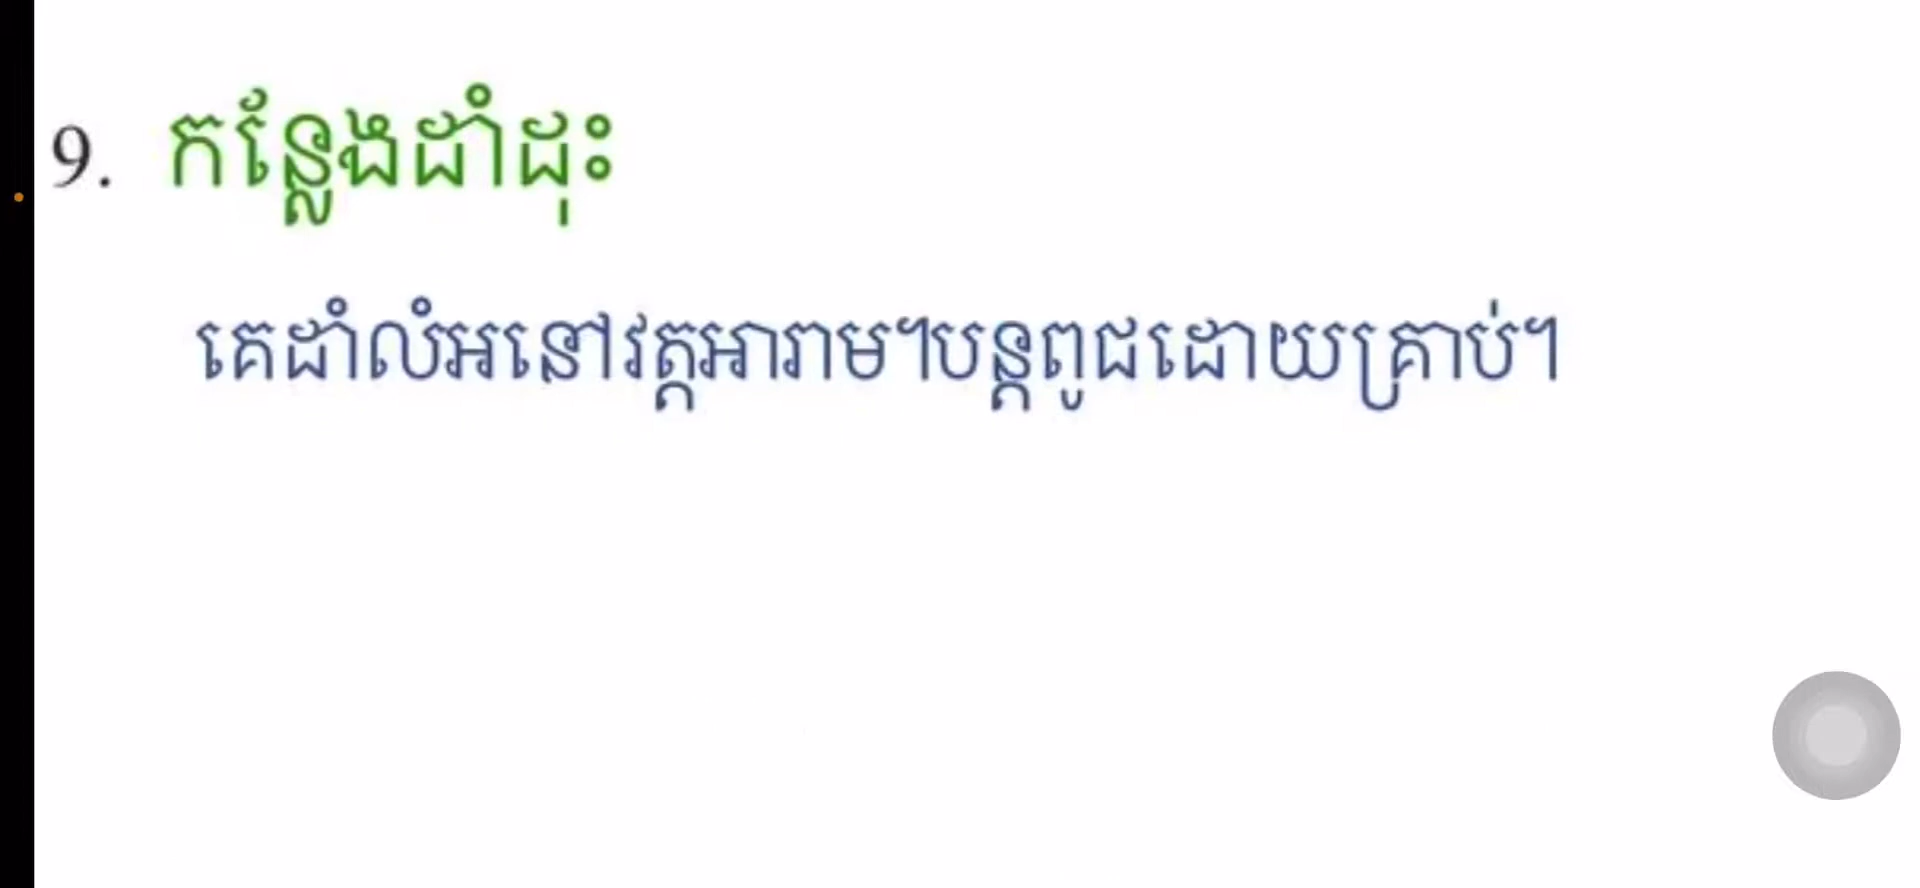 9. កន្លែងដាំដុះ
គេដាំលំអនៅវត្តអារាម។បន្តពូជដោយគ្រាប់។